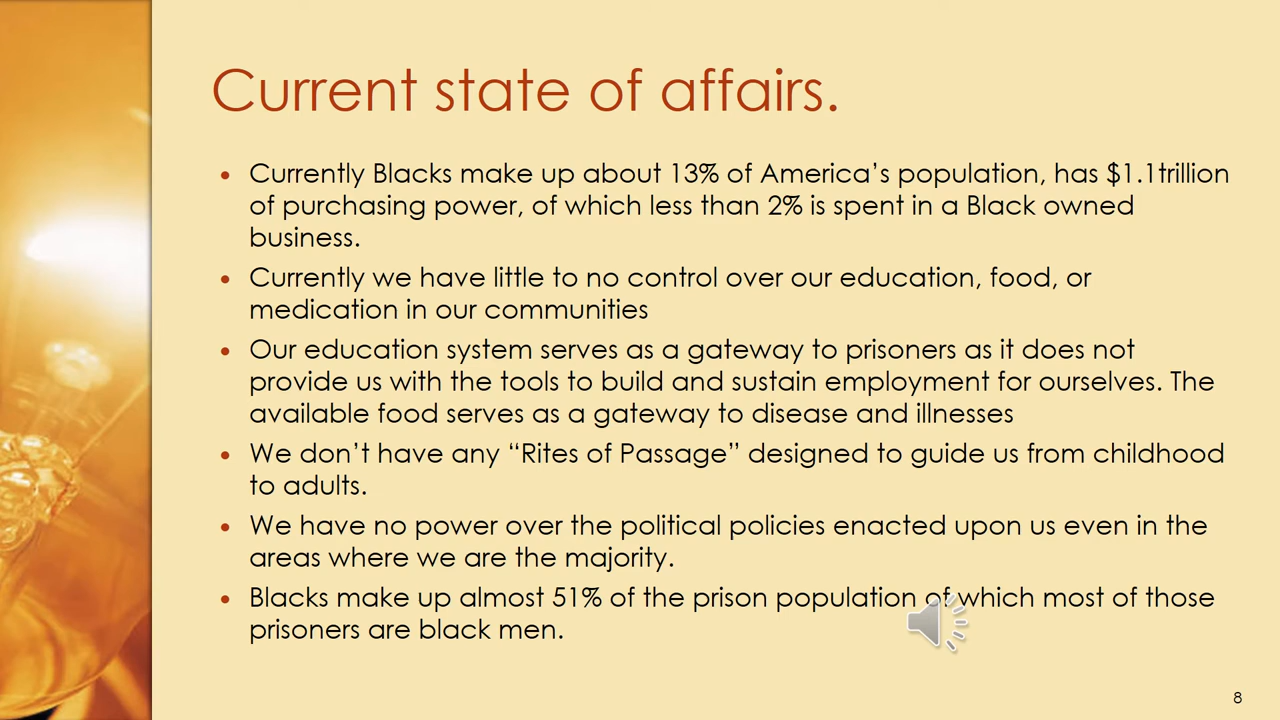 Current state of affairs.
• Currently Blacks make up about 13% of America’s population, has $1.1trillion
of purchasing power, of which less than 2% is spent in a Black owned
business.
• Currently we have little to no control over our education, food, or
medication in our communities
• Our education system serves as a gateway to prisoners as it does not
provide us with the tools to build and sustain employment for ourselves. The
available food serves as a gateway to disease and illnesses
• We don’t have any “Rites of Passage” designed to guide us from childhood
to adults.
• We have no power over the political policies enacted upon us even in the
areas where we are the majority.
• Blacks make up almost 51% of the prison population of which most of those
prisoners are black men.
8